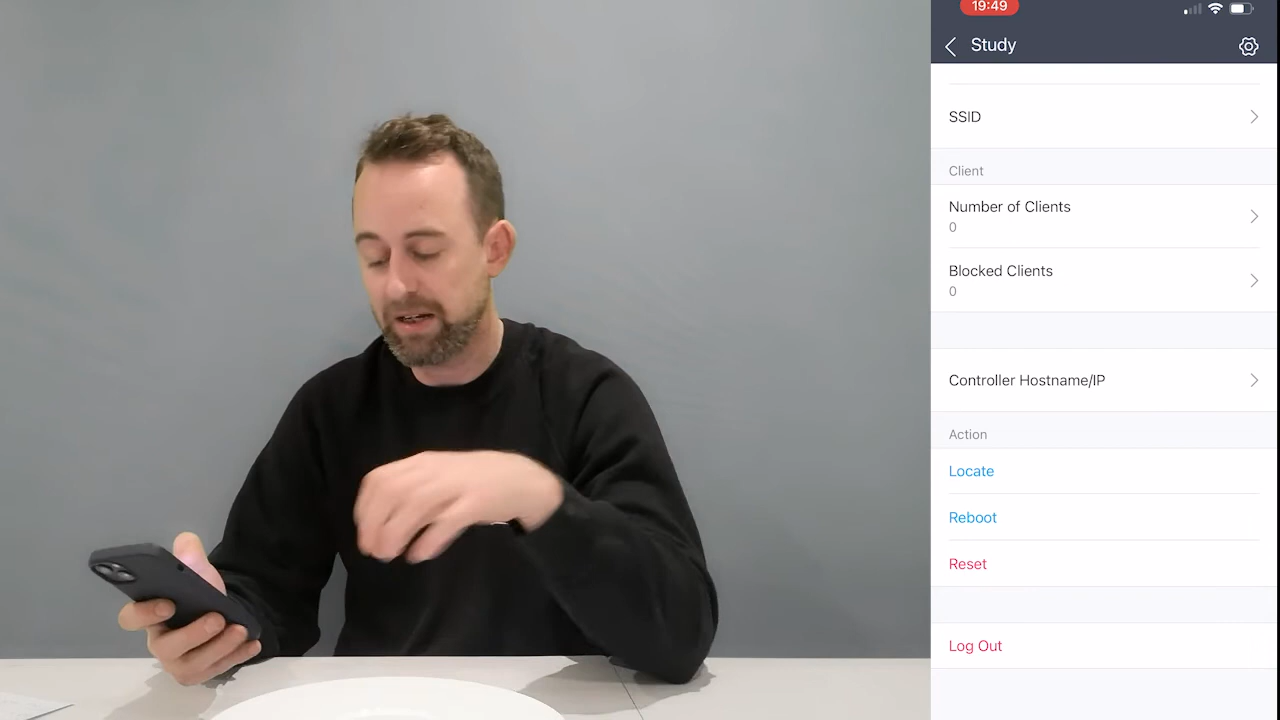 19:49
Study
SSID
Client
Number of Clients
0
Blocked Clients
0
Controller Hostname/IP
Action
Locate
Reboot
Reset
Log Out